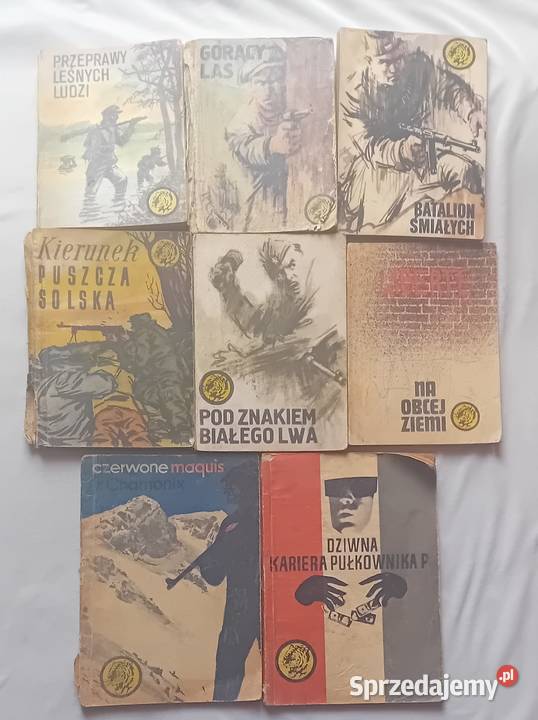 PRZEPRAWY
LEŚNYCH
LUDZI
GORĄCY
LAS
BATALION
ŚMIAŁYCH
Kierunek
PUSZCZA
SOLSKA
POD ZNAKIEM
BIAŁEGO LWA
NA
OBCEJ
ZIEMI
czerwone maquis
z Chamonix
DZIWNA
KARIERA PUŁKOWNIKA P
Sprzedajemy.pl